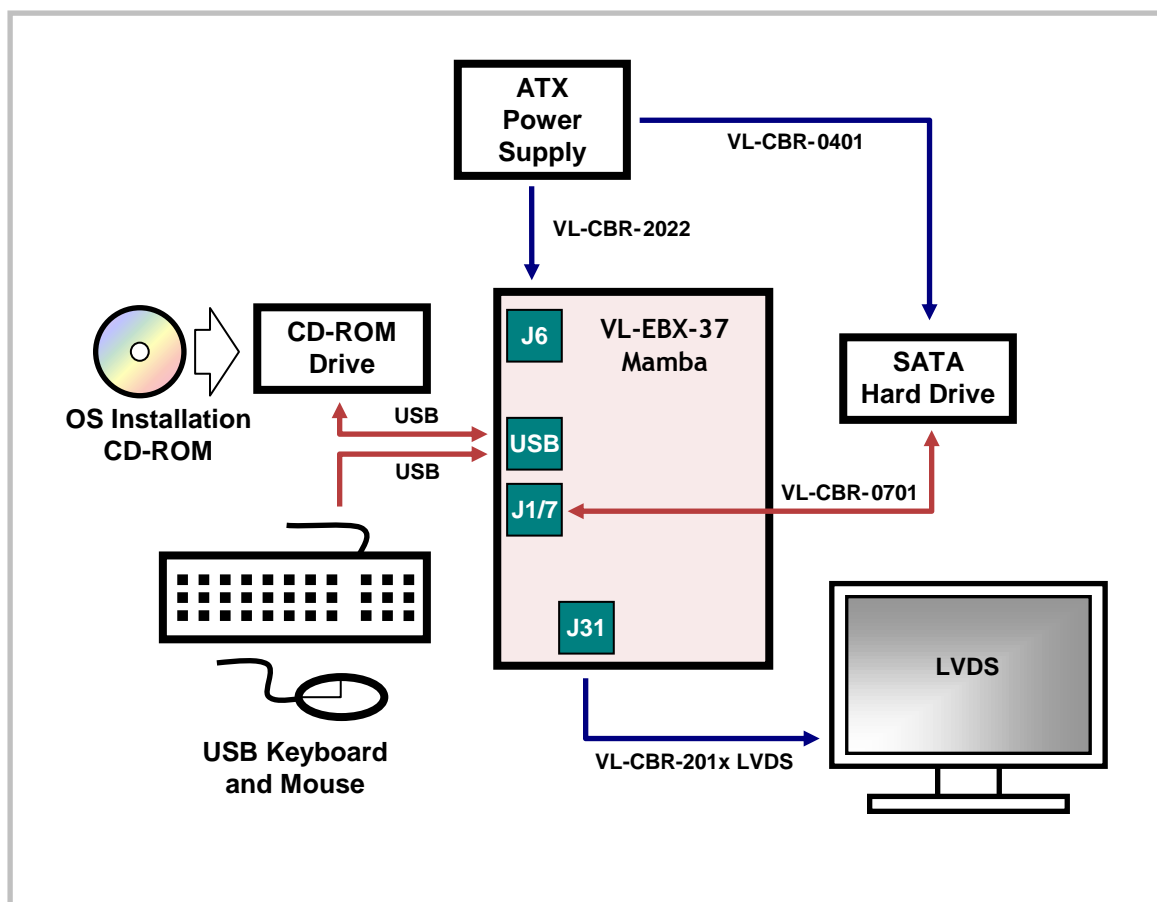 ATX
Power
Supply
VL-CBR-0401
VL-CBR-2022
J6
VL-EBX-37
Mamba
CD-ROM
Drive
SATA
Hard Drive
OS Installation
CD-ROM
USB
USB
USB
J1/7
VL-CBR-0701
J31
LVDS
USB Keyboard
and Mouse
VL-CBR-201x LVDS